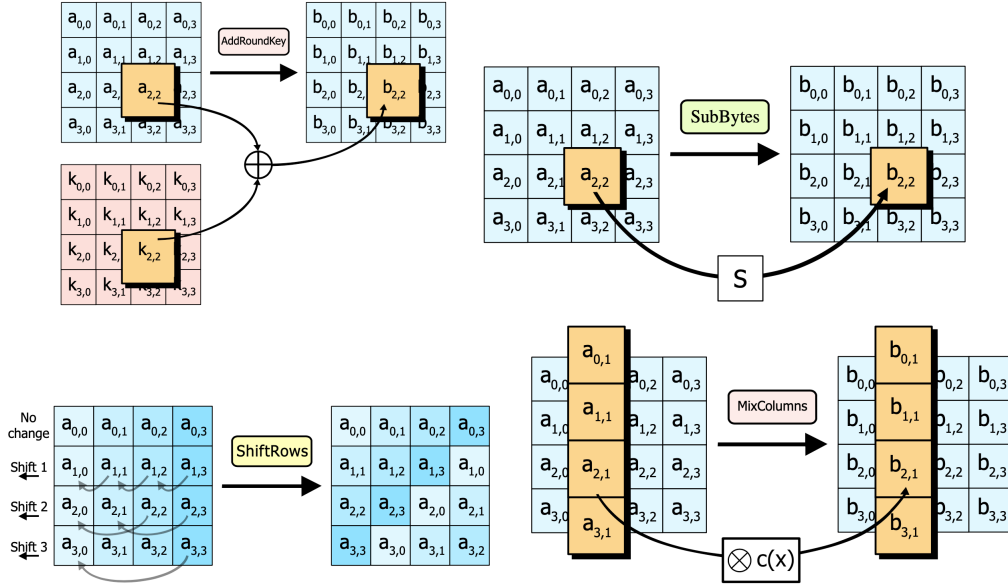 a0,0 a0,1 a0,2 a0,3
a1,0 a1,1 a1,2 a1,3
a2,0 a2, a2,2
a3,0 a3,1 a3,2 a3,3
AddRoundKey
b0,0 b0,1 b0,2 b0,3
b1,0 b1,1 b1,2 b1,3
b2,0 b2, b2,2 b2,3
b3,0 b3,1 b3,2 b3,3
k0,0 k0,1 k0,2 k0,3
k1,0 k1,1 k1,2 k1,3
k2,0 k2, k2,2 k2,3
k3,0 k3,1 k3,2 k3,3
a0,0 a0,1 a0,2 a0,3
a1,0 a1,1 a1,2 a1,3
a2,0 a2,1 a2,2 a2,3
a3,0 a3,1 a3,2 a3,3
SubBytes
b0,0 b0,1 b0,2 b0,3
b1,0 b1,1 b1,2 b1,3
b2,0 b2,1 b2,2 b2,3
b3,0 b3,1 b3,2 b3,3
S
No
change
Shift 1
Shift 2
Shift 3
a0,0 a0,1 a0,2 a0,3
a1,0 a1,1 a1,2 a1,3
a2,0 a2,1 a2,2 a2,3
a3,0 a3,1 a3,2 a3,3
ShiftRows
a0,0 a0,1 a0,2 a0,3
a1,1 a1,2 a1,3 a1,0
a2,2 a2,3 a2,0 a2,1
a3,3 a3,0 a3,1 a3,2
a0,1
a1,1
a2,1
a3,1
a0,0 a0,2 a0,3
a1,0 a1,2 a1,3
a2,0 a2,2 a2,3
a3,0 a3,2 a3,3
MixColumns
b0,1
b1,1
b2,1
b3,1
b0,0 b0,2 b0,3
b1,0 b1,2 b1,3
b2,0 b2,2 b2,3
b3,0 b3,2 b3,3
⊗ c(x)